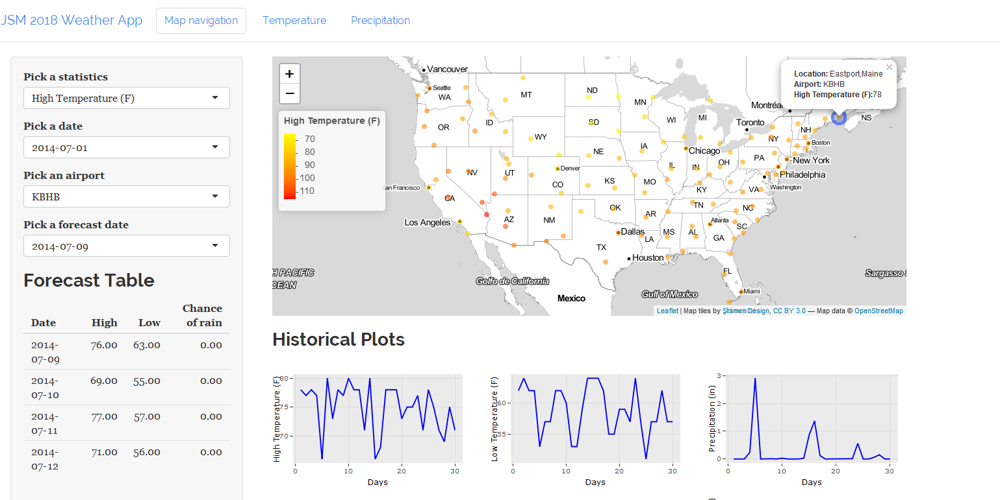 JSM 2018 Weather App Map navigation Temperature Precipitation
Pick a statistics
High Temperature (F)
Pick a date
2014-07-01
Pick an airport
KBHB
Pick a forecast date
2014-07-09
Forecast Table
Date High Low Chance of rain
2014-07-09 76.00 63.00 0.00
2014-07-10 69.00 55.00 0.00
2014-07-11 77.00 57.00 0.00
2014-07-12 71.00 56.00 0.00
+
−
High Temperature (F)
70
80
90
100
110
Location: Eastport,Maine
Airport: KBHB
High Temperature (F):78
×
Vancouver
Seattle
WA
MT
ND
MN
Montréa
OR
ID
SD
WI
MI
Toronto
NS
WY
NY
NH
Boston
NE
IA
Chicago
PA
New York
NV
UT
Denver
IL
IN
OH
Philadelphia
an Francisco
CO
KS
MO
KY
VA
Washington
CA
OK
TN
NC
Los Angeles
AZ
NM
AR
Atlanta
SC
Dallas
MS
AL
GA
LA
TX
Houston
FL
H PACIFIC
CEAN
Golfo de California
Gulf of Mexico
Sargasso
Mexico
Miami
Leaflet | Map tiles by Stamen Design, CC BY 3.0 — Map data © OpenStreetMap
Historical Plots
High Temperature (F)
80
75
70
0 10 20 30
Days
Low Temperature (F)
60
55
0 10 20 30
Days
Precipitation (in)
3
2
1
0
0 10 20 30
Days